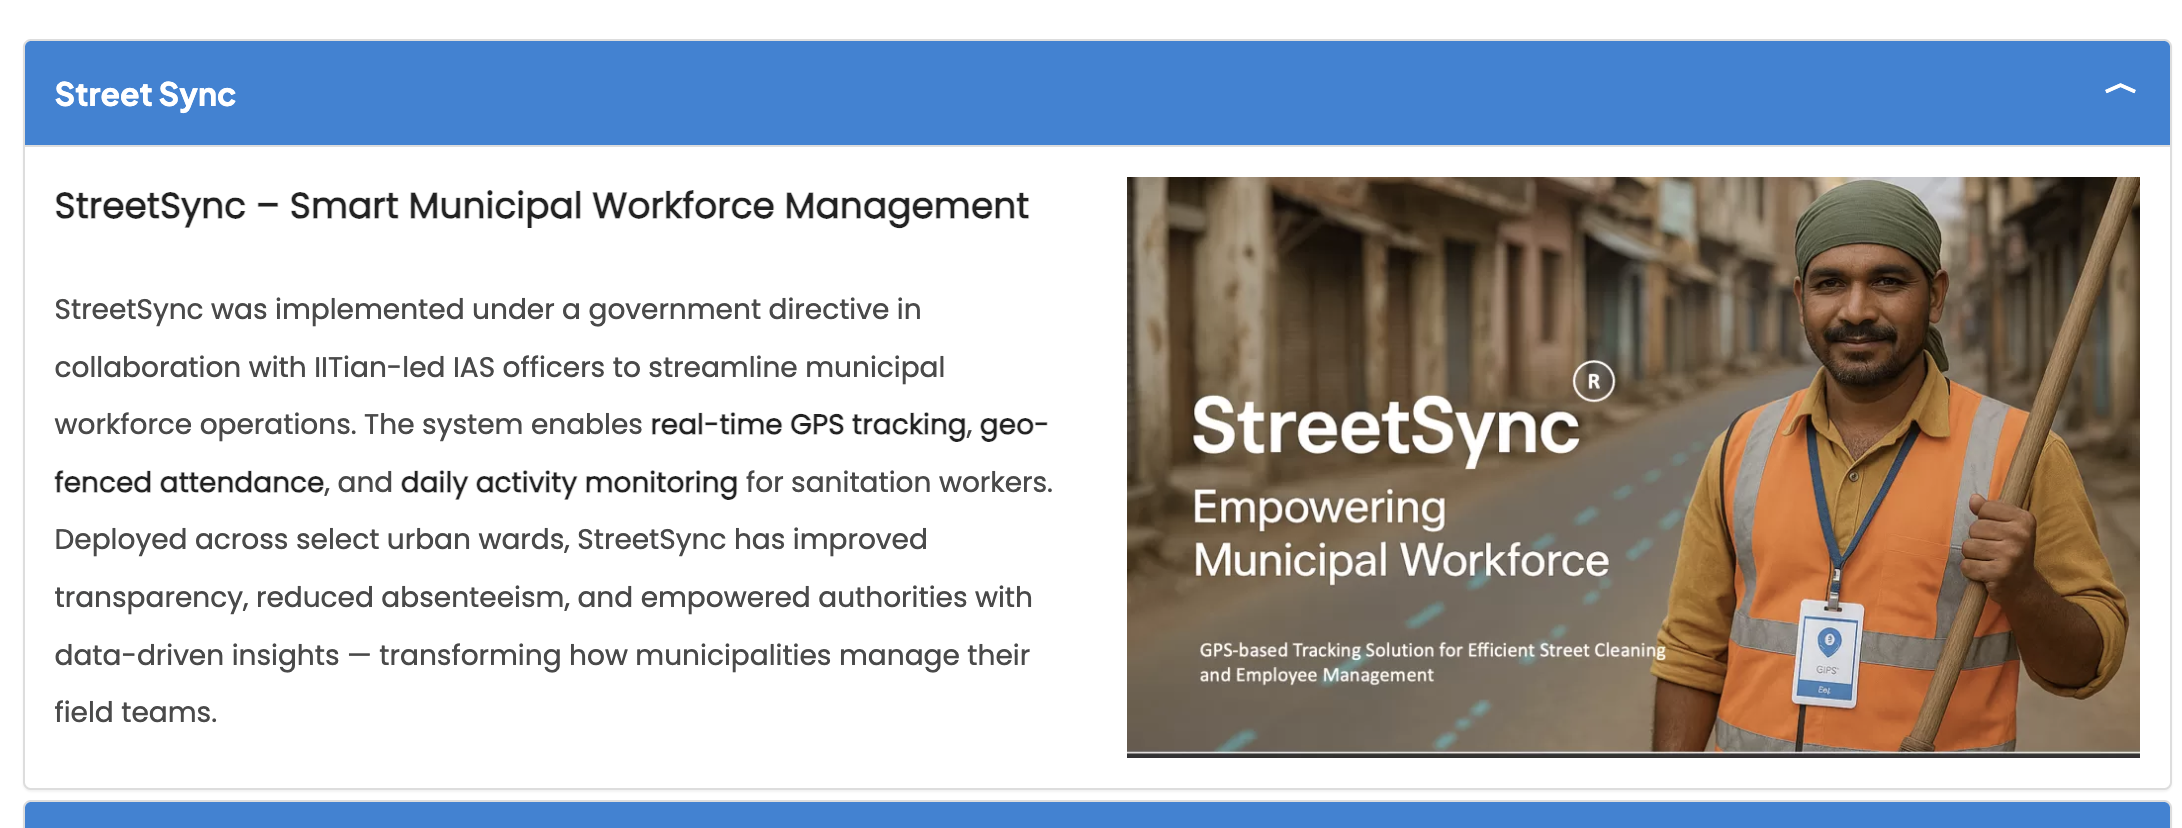 Street Sync
StreetSync – Smart Municipal Workforce Management
StreetSync was implemented under a government directive in
collaboration with IITian-led IAS officers to streamline municipal
workforce operations. The system enables real-time GPS tracking, geo-
fenced attendance, and daily activity monitoring for sanitation workers.
Deployed across select urban wards, StreetSync has improved
transparency, reduced absenteeism, and empowered authorities with
data-driven insights — transforming how municipalities manage their
field teams.
StreetSync®
Empowering
Municipal Workforce
GPS-based Tracking Solution for Efficient Street Cleaning
and Employee Management
GIPS